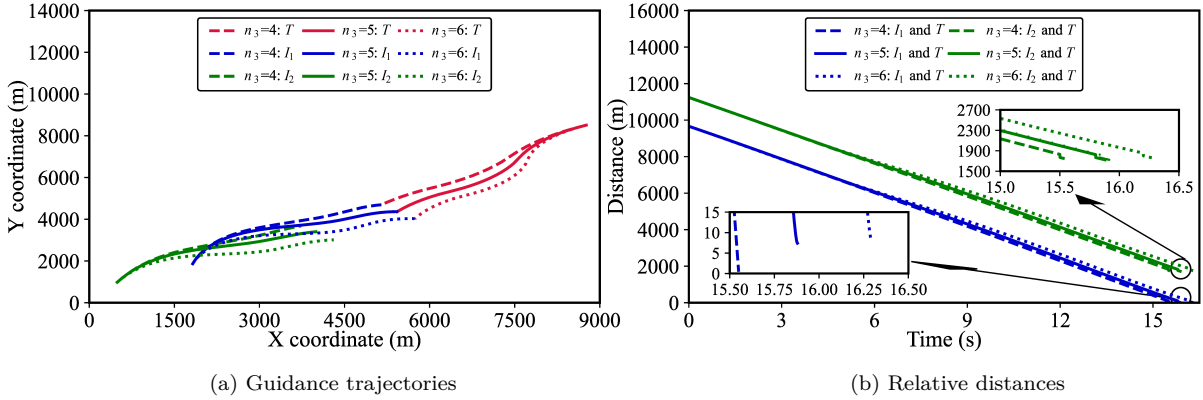 14000
12000
10000
8000
6000
4000
2000
0
Y coordinate (m)
n3=4: T n3=5: T n3=6: T
n3=4: I1 n3=5: I1 n3=6: I1
n3=4: I2 n3=5: I2 n3=6: I2
0 1500 3000 4500 6000 7500 9000
X coordinate (m)
(a) Guidance trajectories
16000
14000
12000
10000
8000
6000
4000
2000
0
Distance (m)
n3=4: I1 and T n3=4: I2 and T
n3=5: I1 and T n3=5: I2 and T
n3=6: I1 and T n3=6: I2 and T
2700
2300
1900
1500
15.0 15.5 16.0 16.5
15
10
5
0
15.50 15.75 16.00 16.25 16.50
0 3 6 9 12 15
Time (s)
(b) Relative distances